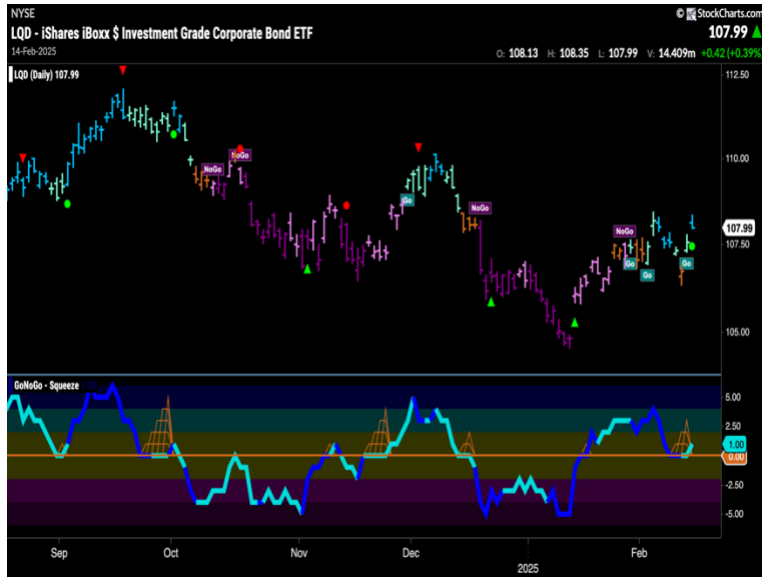 NYSE
© StockCharts.com
LQD - iShares iBoxx $ Investment Grade Corporate Bond ETF
107.99
14-Feb-2025
O: 108.13 H: 108.35 L: 107.99 V: 14.409m +0.42 (+0.39%)
LQD (Daily) 107.99
112.50
110.00
107.99
107.50
105.00
NoGo
NoGo
Go
NoGo
NoGo
Go
Go
Go
GoNoGo - Squeeze
5.00
2.50
1.00
0.00
-2.50
-5.00
Sep
Oct
Nov
Dec
Feb
2025